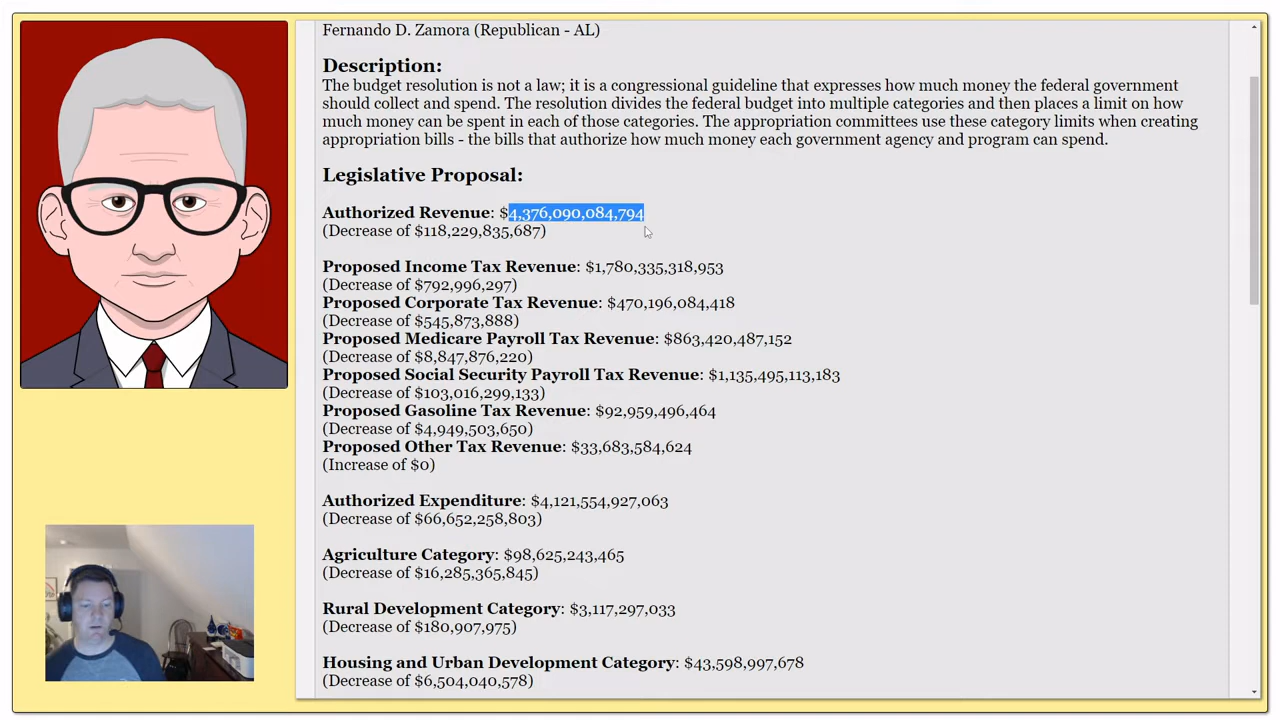 Fernando D. Zamora (Republican - AL)
Description:
The budget resolution is not a law; it is a congressional guideline that expresses how much money the federal government
should collect and spend. The resolution divides the federal budget into multiple categories and then places a limit on how
much money can be spent in each of those categories. The appropriation committees use these category limits when creating
appropriation bills - the bills that authorize how much money each government agency and program can spend.
Legislative Proposal:
Authorized Revenue: $4,376,090,084,794
(Decrease of $118,229,835,687)
Proposed Income Tax Revenue: $1,780,335,318,953
(Decrease of $792,996,297)
Proposed Corporate Tax Revenue: $470,196,084,418
(Decrease of $545,873,888)
Proposed Medicare Payroll Tax Revenue: $863,420,487,152
(Decrease of $8,847,876,220)
Proposed Social Security Payroll Tax Revenue: $1,135,495,113,183
(Decrease of $103,016,299,133)
Proposed Gasoline Tax Revenue: $92,959,496,464
(Decrease of $4,949,503,650)
Proposed Other Tax Revenue: $33,683,584,624
(Increase of $0)
Authorized Expenditure: $4,121,554,927,063
(Decrease of $66,652,258,803)
Agriculture Category: $98,625,243,465
(Decrease of $16,285,365,845)
Rural Development Category: $3,117,297,033
(Decrease of $180,907,975)
Housing and Urban Development Category: $43,598,997,678
(Decrease of $6,504,040,578)